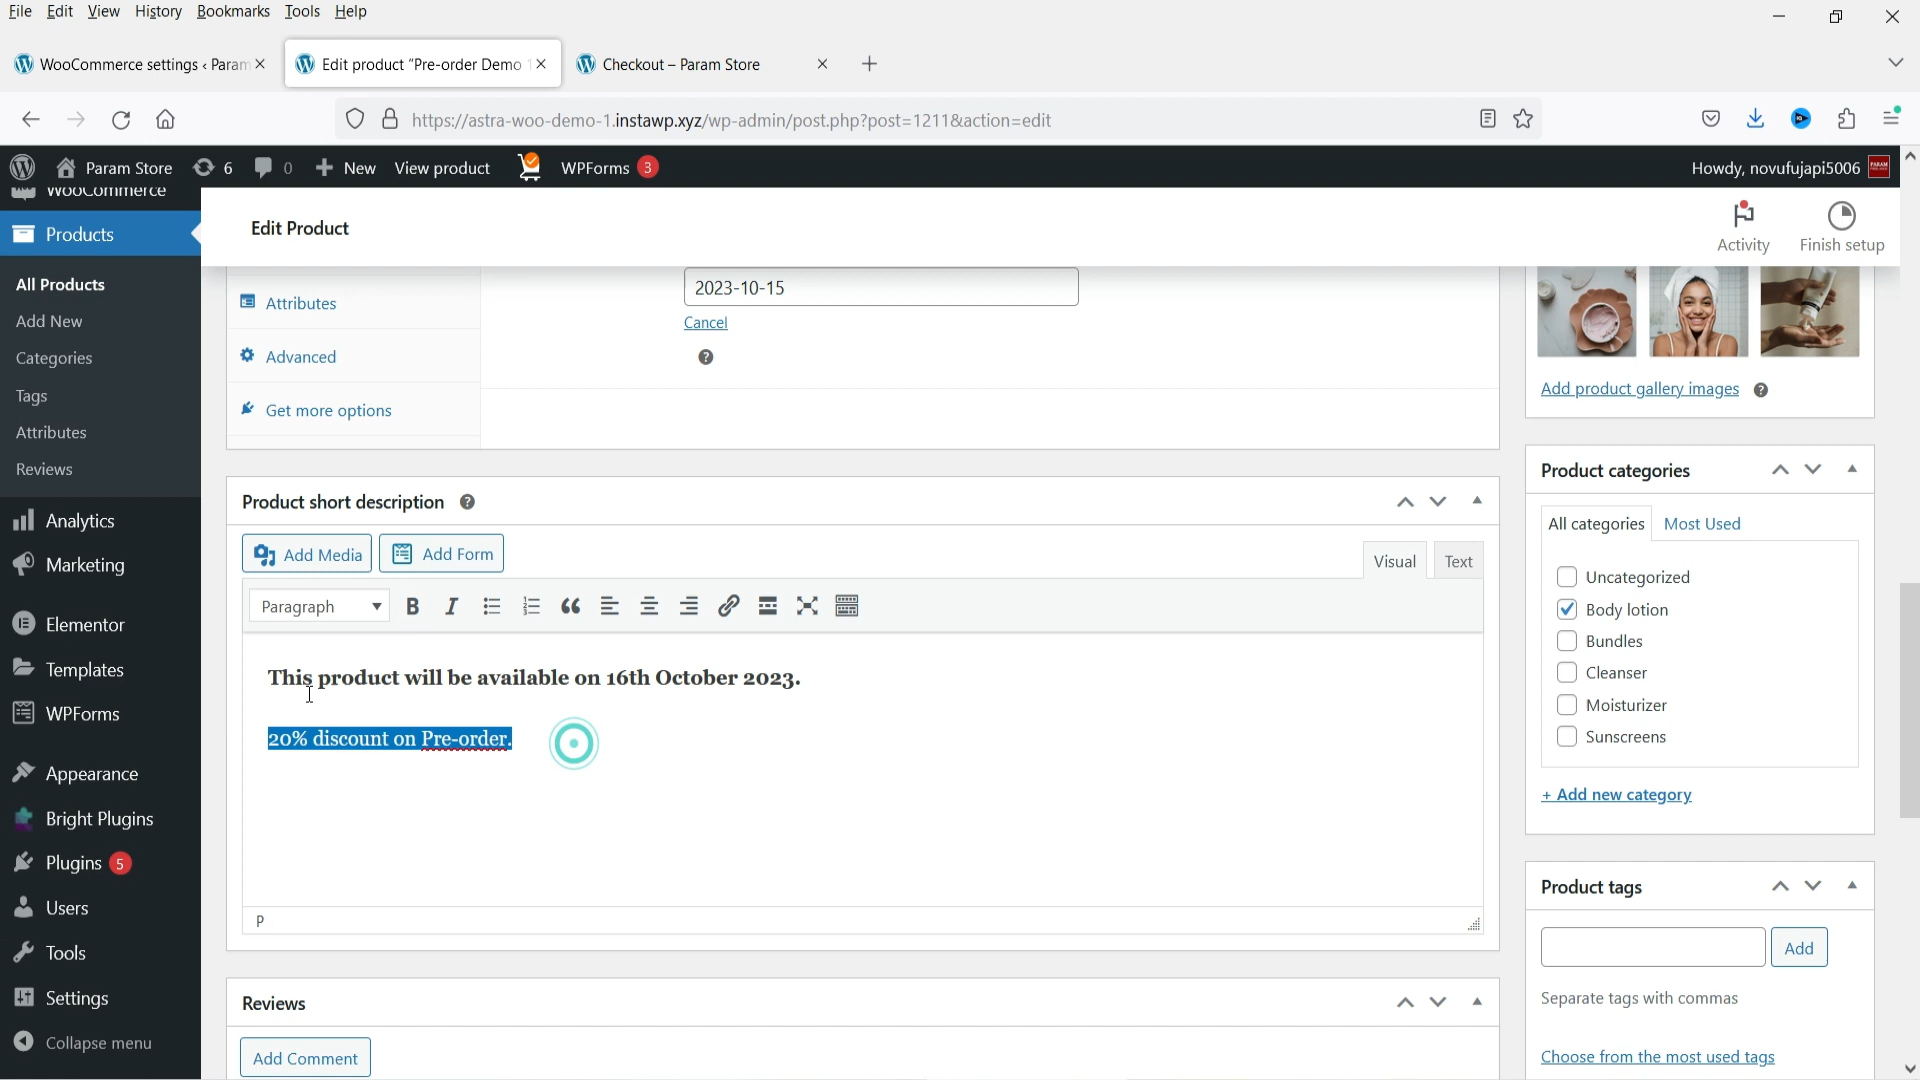 File Edit View History Bookmarks Tools Help
WooCommerce settings ‹ Param
Edit product “Pre-order Demo 1
Checkout – Param Store
https://astra-woo-demo-1.instawp.xyz/wp-admin/post.php?post=1211&action=edit
Param Store 6 0 New View product WPForms 3 Howdy, novufujapi5006
WooCommerce
Products
All Products
Add New
Categories
Tags
Attributes
Reviews
Analytics
Marketing
Elementor
Templates
WPForms
Appearance
Bright Plugins
Plugins 5
Users
Tools
Settings
Collapse menu
Edit Product
Activity
Finish setup
Attributes
Advanced
Get more options
2023-10-15
Cancel
Product short description
Add Media
Add Form
Visual
Text
Paragraph
This product will be available on 16th October 2023.
20% discount on Pre-order.
P
Reviews
Add Comment
Add product gallery images
Product categories
All categories
Most Used
Uncategorized
Body lotion
Bundles
Cleanser
Moisturizer
Sunscreens
+ Add new category
Product tags
Add
Separate tags with commas
Choose from the most used tags